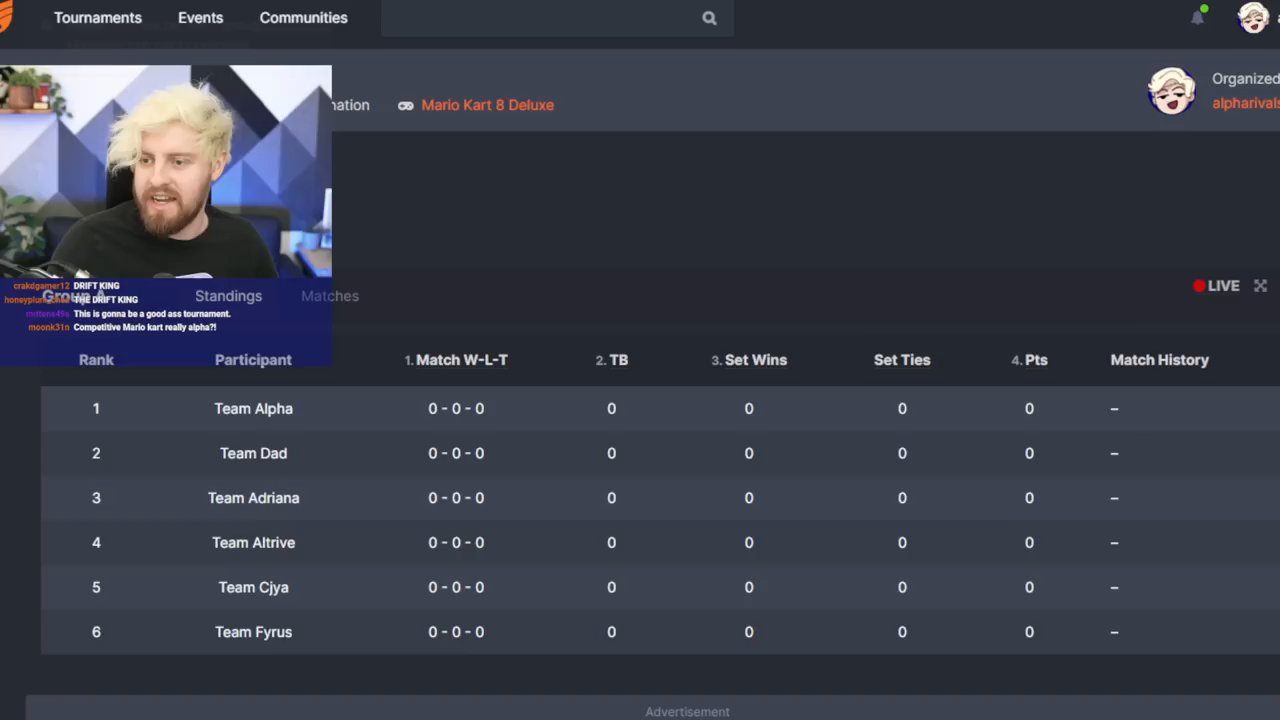 Tournaments Events Communities
Organized
alpharivals
nation Mario Kart 8 Deluxe
DRIFT KING
THE DRIFT KING
This is gonna be a good ass tournament.
moonk31n Competitive Mario kart really alpha?!
Standings Matches
LIVE
Rank Participant 1. Match W-L-T 2. TB 3. Set Wins Set Ties 4. Pts Match History
1 Team Alpha 0 - 0 - 0 0 0 0 0 –
2 Team Dad 0 - 0 - 0 0 0 0 0 –
3 Team Adriana 0 - 0 - 0 0 0 0 0 –
4 Team Altrive 0 - 0 - 0 0 0 0 0 –
5 Team Cjya 0 - 0 - 0 0 0 0 0 –
6 Team Fyrus 0 - 0 - 0 0 0 0 0 –
Advertisement